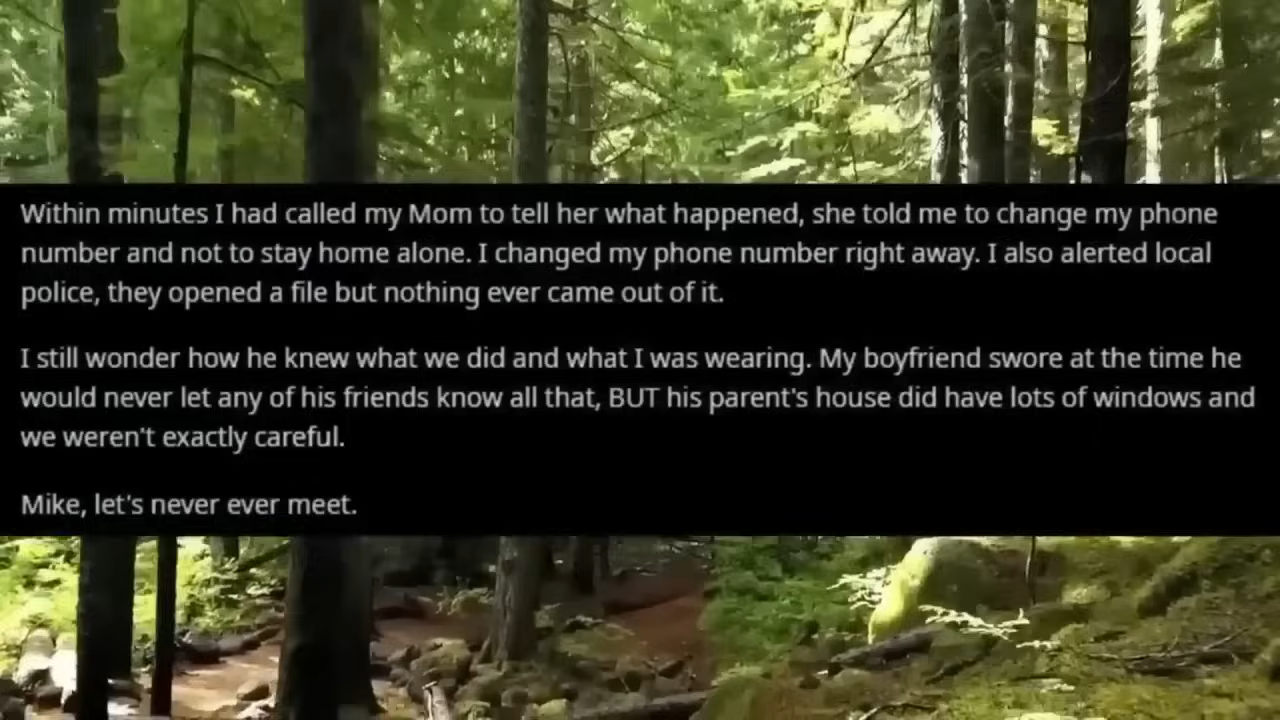 Within minutes I had called my Mom to tell her what happened, she told me to change my phone
number and not to stay home alone. I changed my phone number right away. I also alerted local
police, they opened a file but nothing ever came out of it.
I still wonder how he knew what we did and what I was wearing. My boyfriend swore at the time he
would never let any of his friends know all that, BUT his parent's house did have lots of windows and
we weren't exactly careful.
Mike, let's never ever meet.